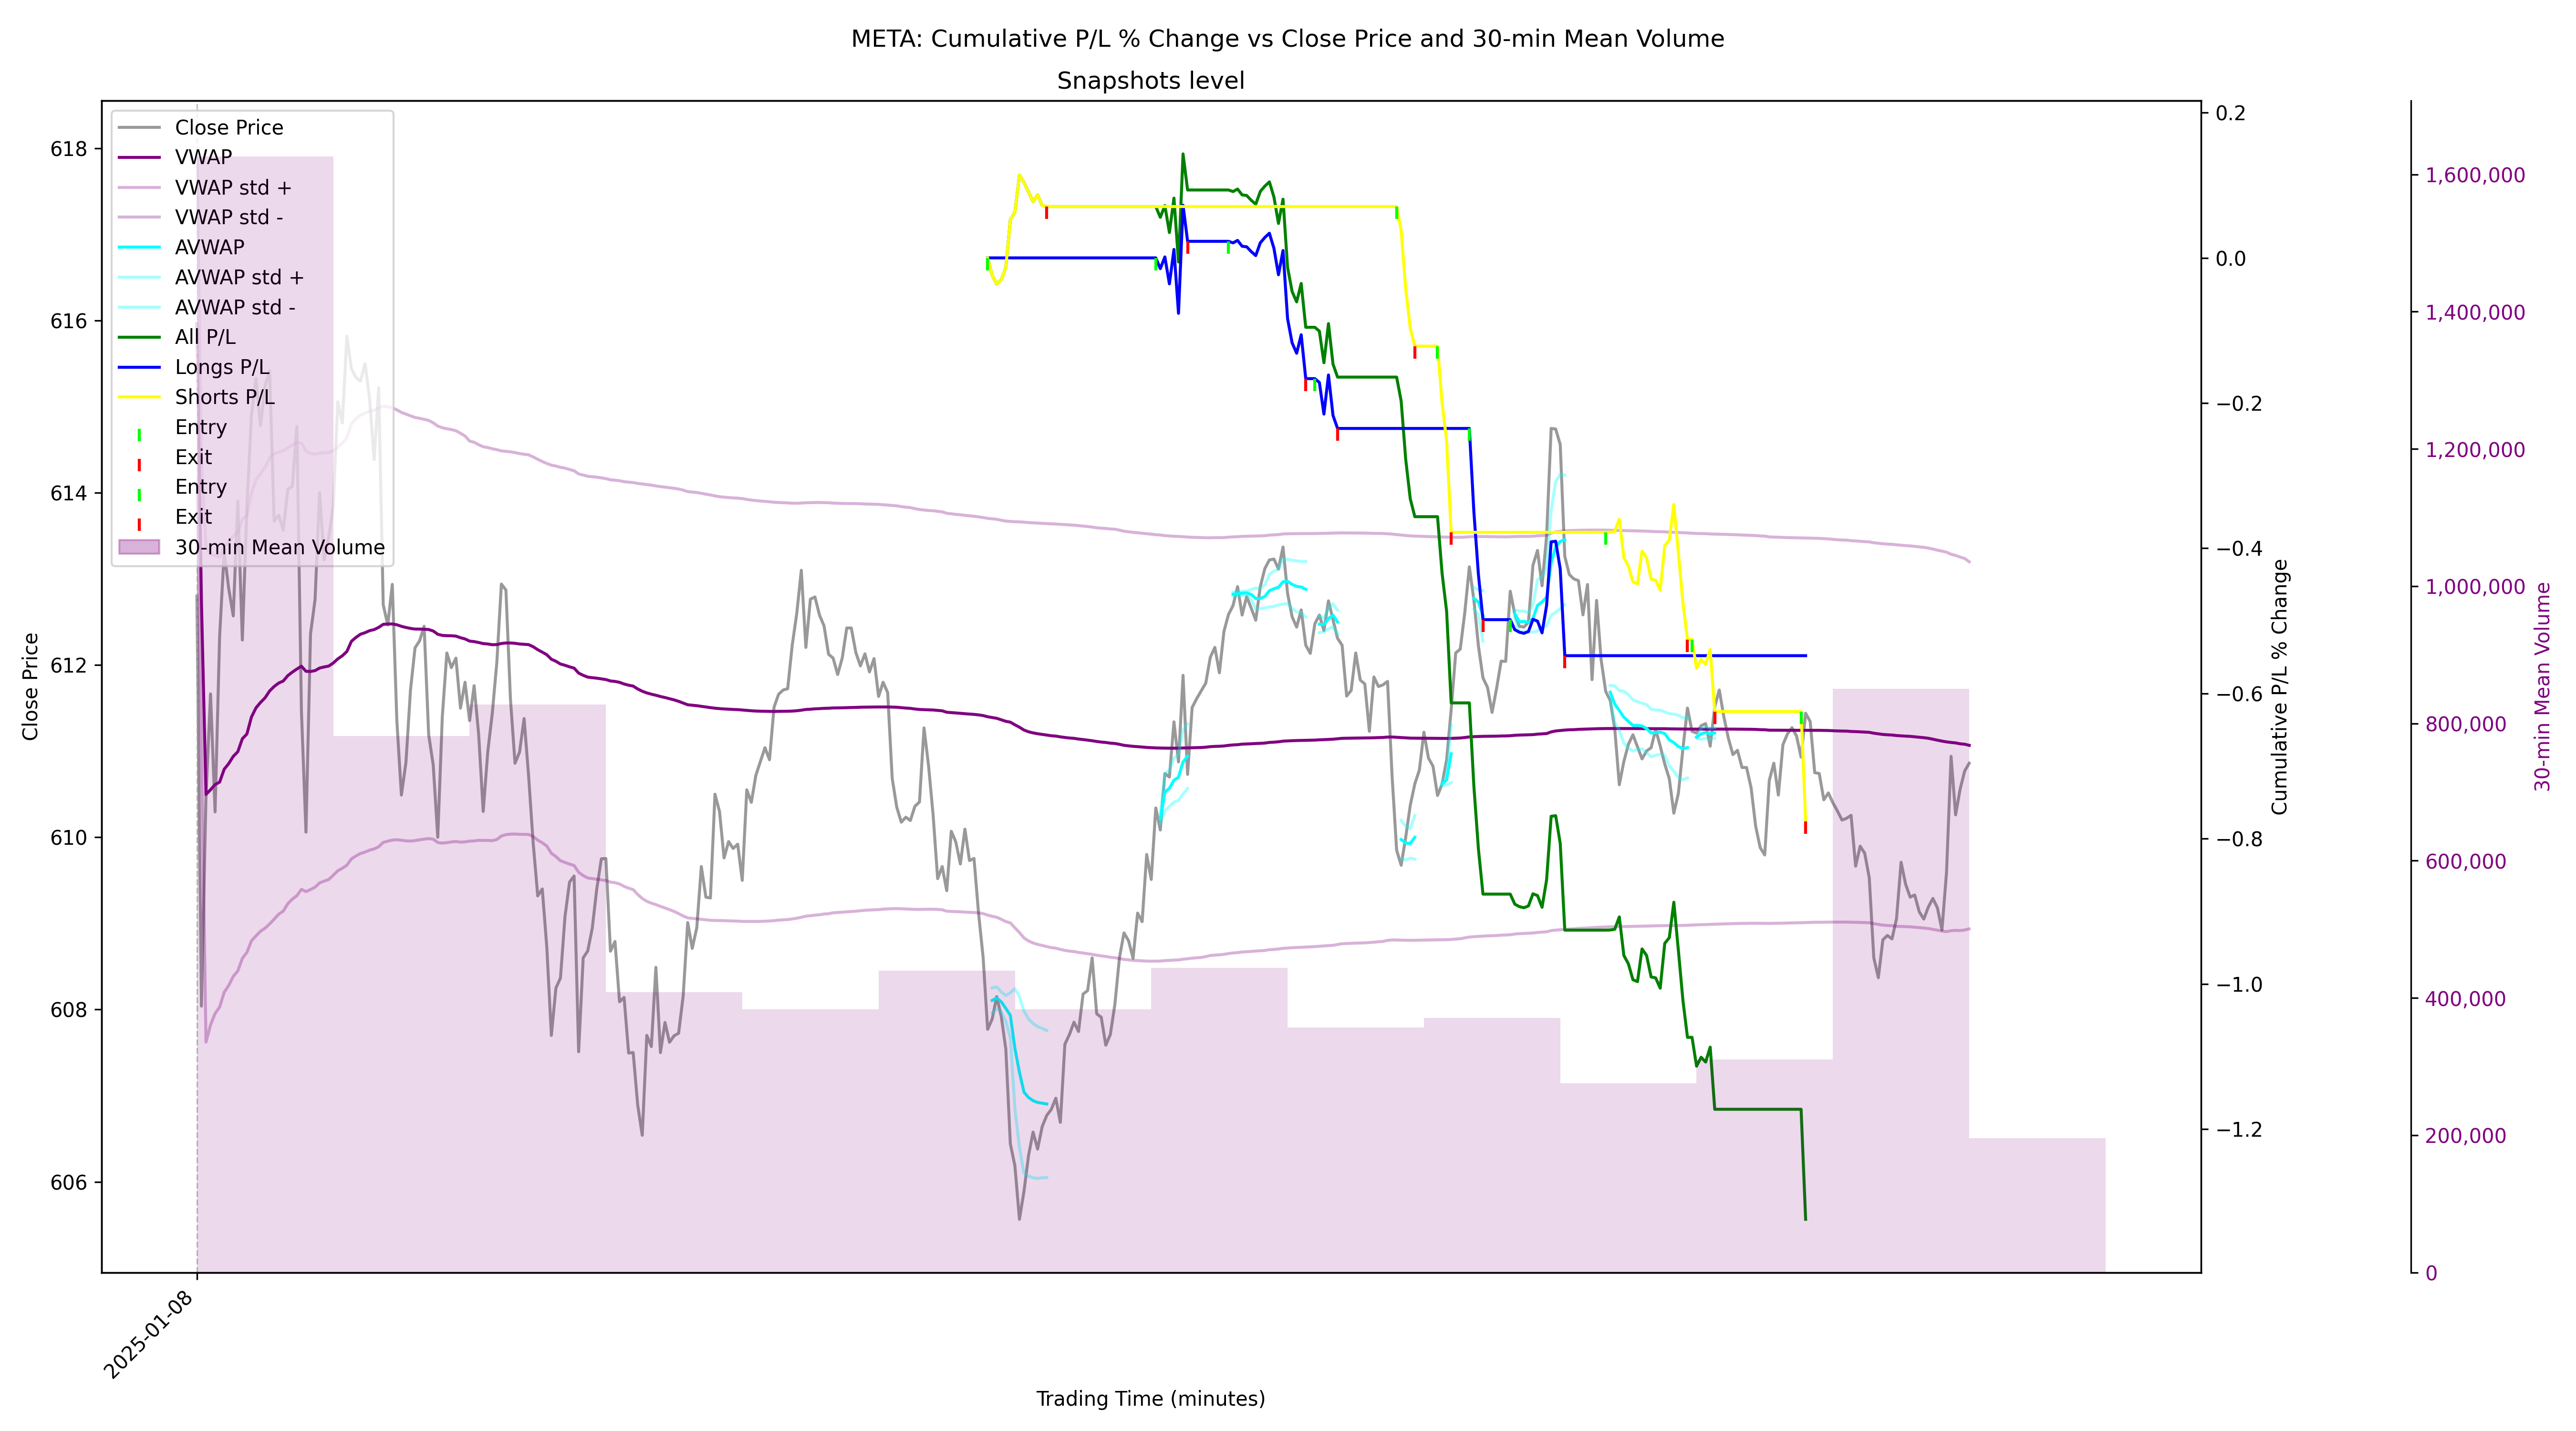 META: Cumulative P/L % Change vs Close Price and 30-min Mean Volume
Snapshots level
Close Price
VWAP
VWAP std +
VWAP std -
AVWAP
AVWAP std +
AVWAP std -
All P/L
Longs P/L
Shorts P/L
Entry
Exit
Entry
Exit
30-min Mean Volume
618
616
614
612
610
608
606
Close Price
0.2
0.0
−0.2
−0.4
−0.6
−0.8
−1.0
−1.2
Cumulative P/L % Change
1,600,000
1,400,000
1,200,000
1,000,000
800,000
600,000
400,000
200,000
0
30-min Mean Volume
2025-01-08
Trading Time (minutes)